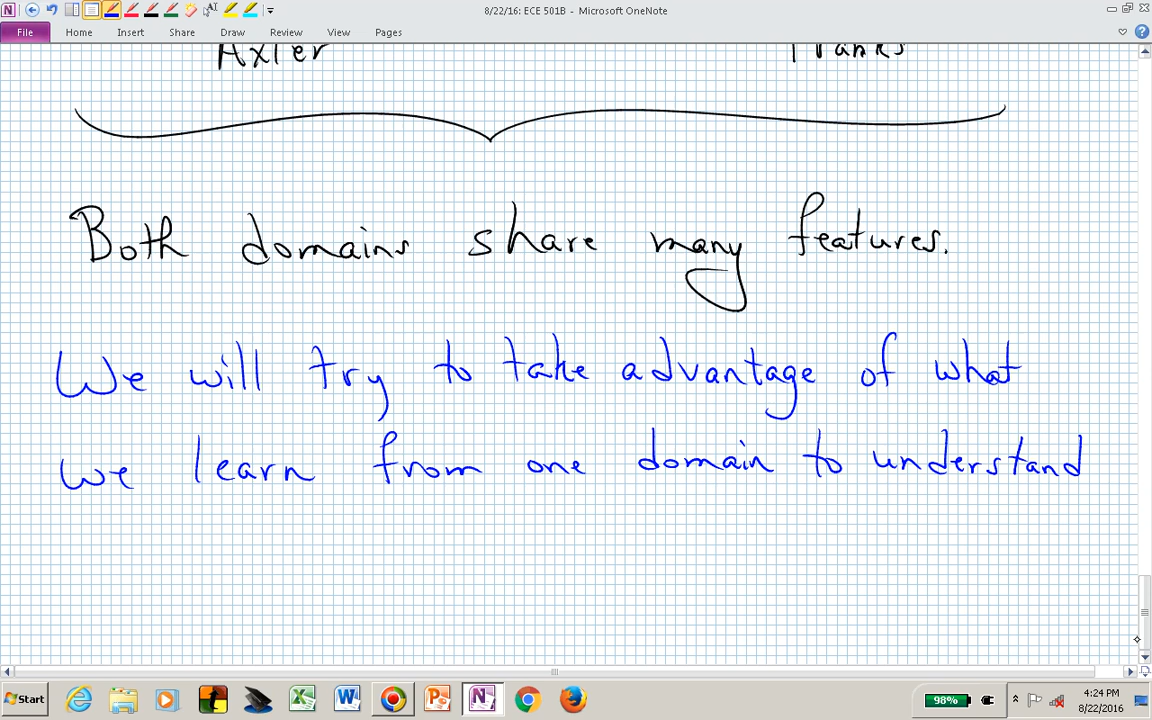 8/22/16: ECE 501B - Microsoft OneNote
File Home Insert Share Draw Review View Pages
Axler Franks
Both domains share many features.
We will try to take advantage of what
we learn from one domain to understand
Start 98% 4:24 PM
8/22/2016